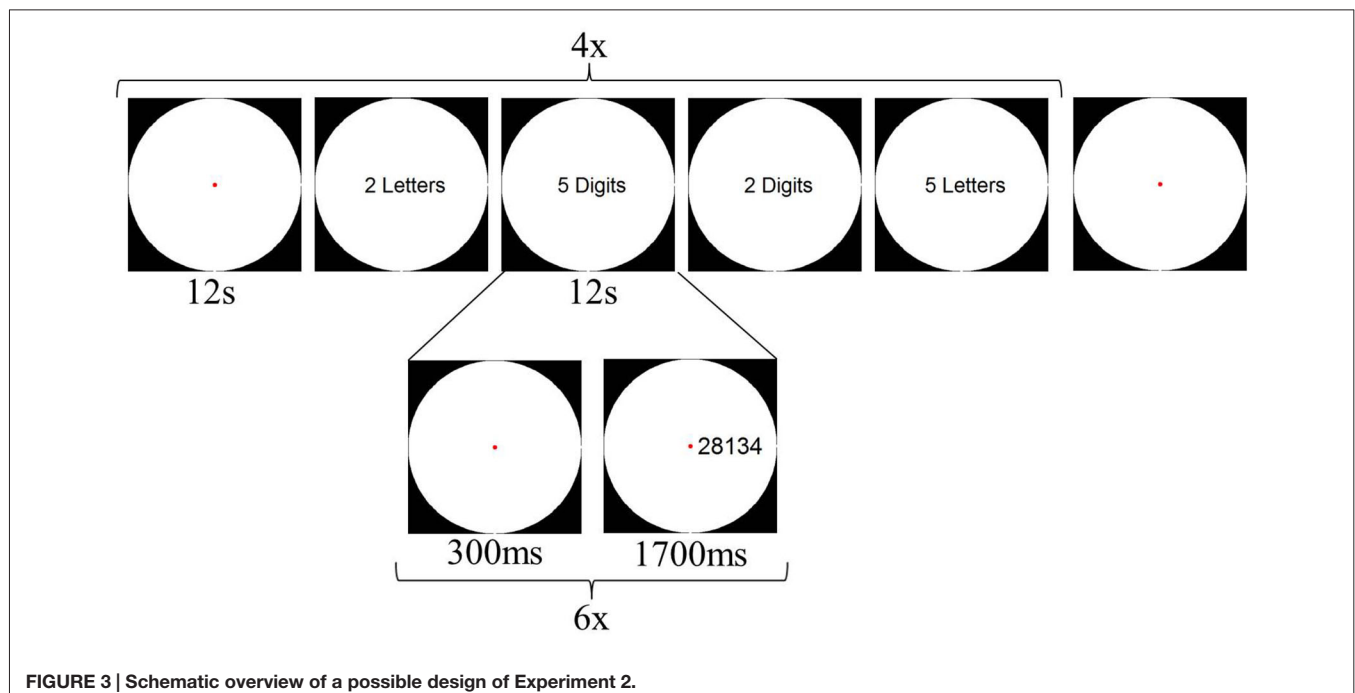 4x
2 Letters 5 Digits 2 Digits 5 Letters
12s 12s
28134
300ms 1700ms
6x
FIGURE 3 | Schematic overview of a possible design of Experiment 2.